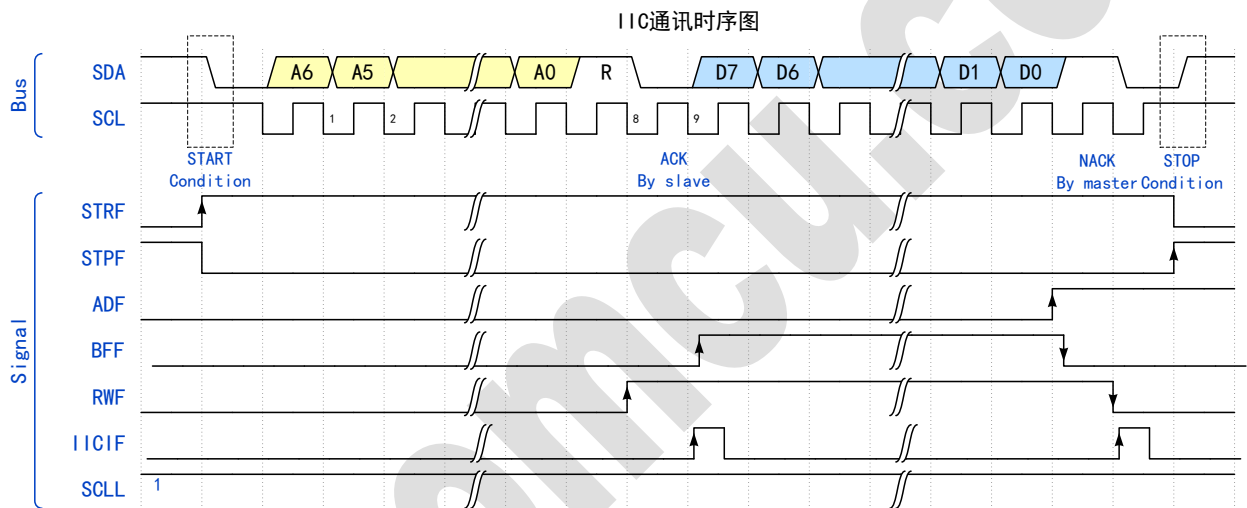 IIC通讯时序图
Bus
SDA A6 A5 A0 R D7 D6 D1 D0
SCL 1 2 8 9
START
Condition
ACK
By slave
NACK
By master
STOP
Condition
Signal
STRF
STPF
ADF
BFF
RWF
IICIF
SCLL 1